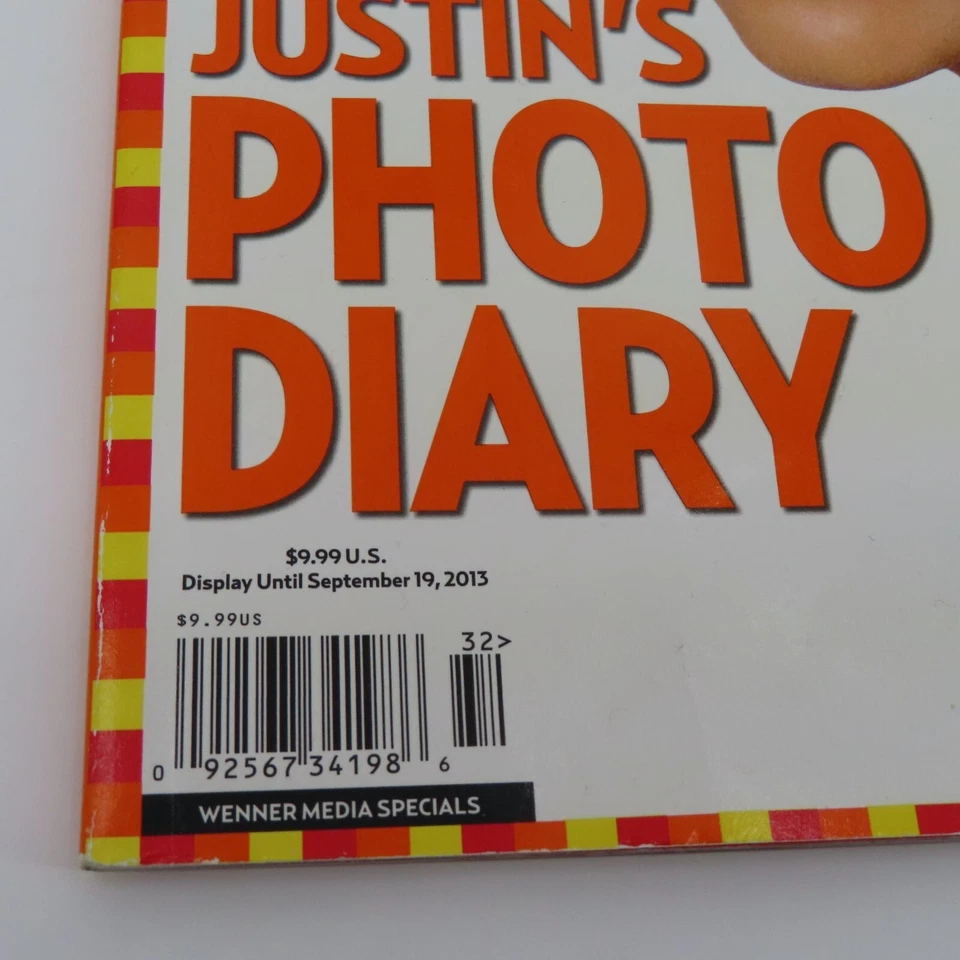 JUSTIN'S
PHOTO
DIARY
$9.99 U.S.
Display Until September 19, 2013
$9.99US
32>
0 92567 34198 6
WENNER MEDIA SPECIALS